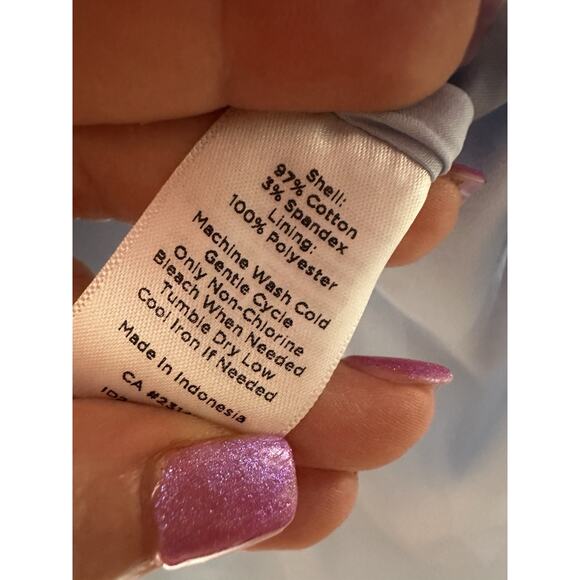 Shell:
97% Cotton
3% Spandex
Lining:
100% Polyester
Machine Wash Cold
Gentle Cycle
Only Non-Chlorine
Bleach When Needed
Tumble Dry Low
Cool Iron If Needed
Made In Indonesia
CA